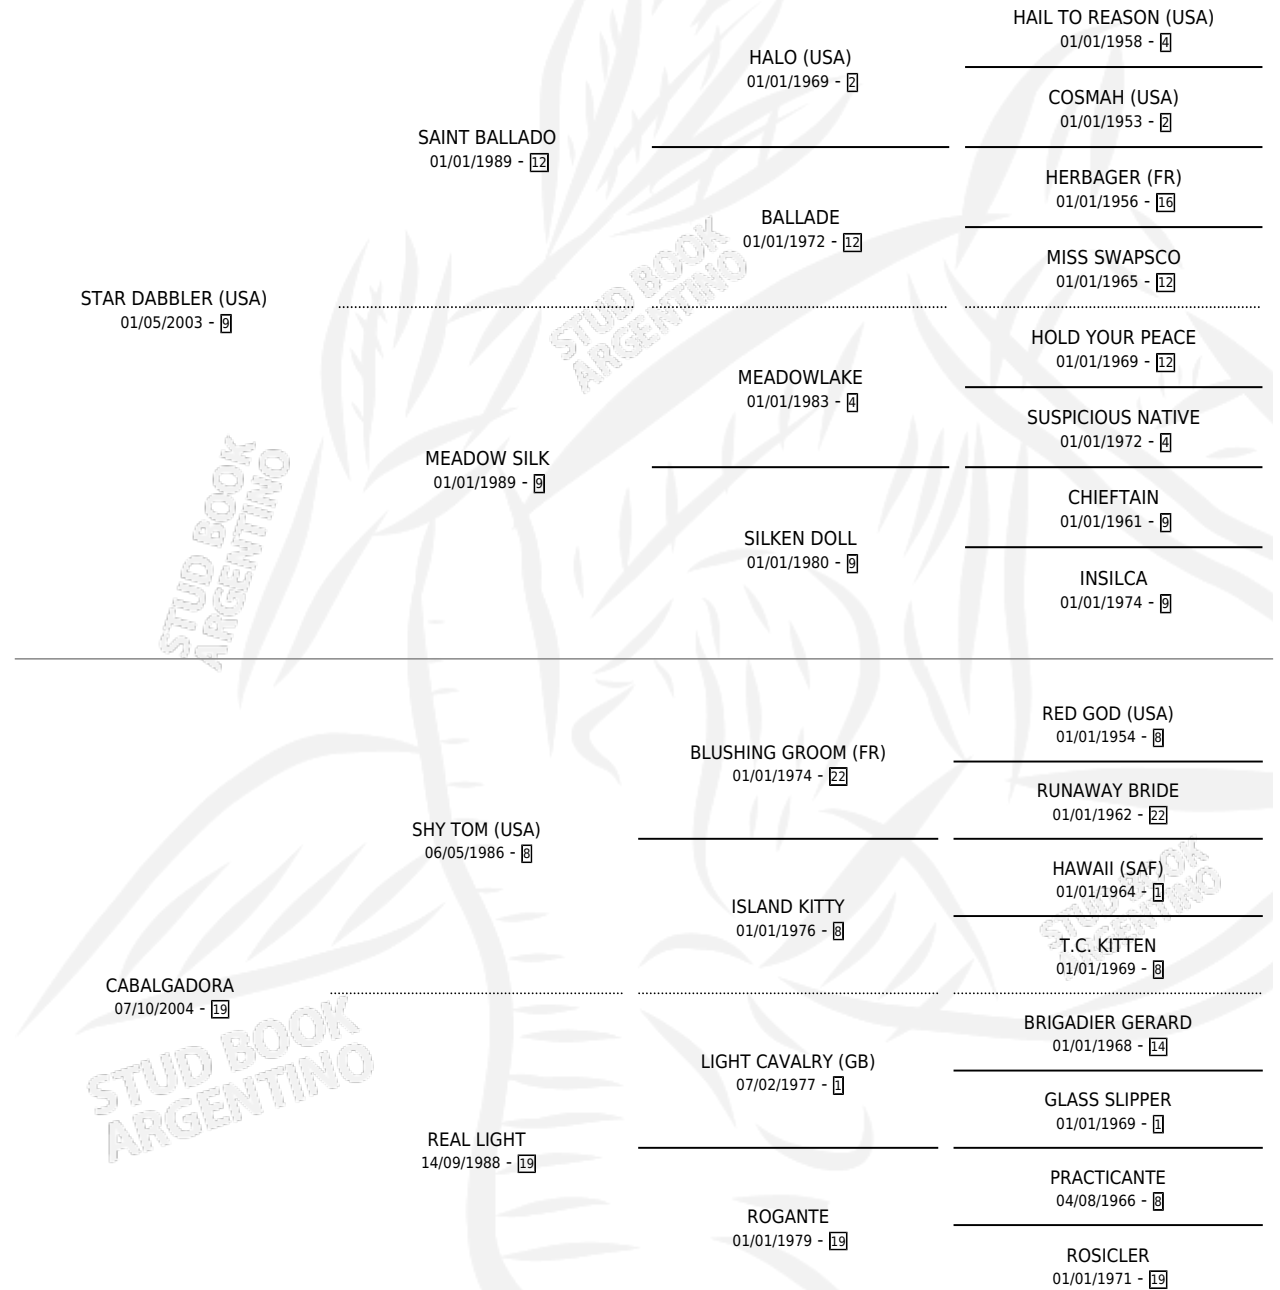 HAIL TO REASON (USA)
01/01/1958 - 4
HALO (USA)
01/01/1969 - 2
COSMAH (USA)
01/01/1953 - 2
SAINT BALLADO
01/01/1989 - 12
HERBAGER (FR)
01/01/1956 - 16
BALLADE
01/01/1972 - 12
MISS SWAPSCO
01/01/1965 - 12
STUD BOOK
ARGENTINO
STAR DABBLER (USA)
01/05/2003 - 9
HOLD YOUR PEACE
01/01/1969 - 12
MEADOWLAKE
01/01/1983 - 4
SUSPICIOUS NATIVE
01/01/1972 - 4
MEADOW SILK
01/01/1989 - 9
CHIEFTAIN
01/01/1961 - 9
SILKEN DOLL
01/01/1980 - 9
INSILCA
01/01/1974 - 9
STUD BOOK
ARGENTINO
RED GOD (USA)
01/01/1954 - 8
BLUSHING GROOM (FR)
01/01/1974 - 22
RUNAWAY BRIDE
01/01/1962 - 22
SHY TOM (USA)
06/05/1986 - 8
HAWAII (SAF)
01/01/1964 - 1
ISLAND KITTY
01/01/1976 - 8
STUD BOOK
ARGENTINO
T.C. KITTEN
01/01/1969 - 8
CABALGADORA
07/10/2004 - 19
BRIGADIER GERARD
01/01/1968 - 14
STUD BOOK
ARGENTINO
LIGHT CAVALRY (GB)
07/02/1977 - 1
GLASS SLIPPER
01/01/1969 - 1
REAL LIGHT
14/09/1988 - 19
PRACTICANTE
04/08/1966 - 8
ROGANTE
01/01/1979 - 19
ROSICLER
01/01/1971 - 19